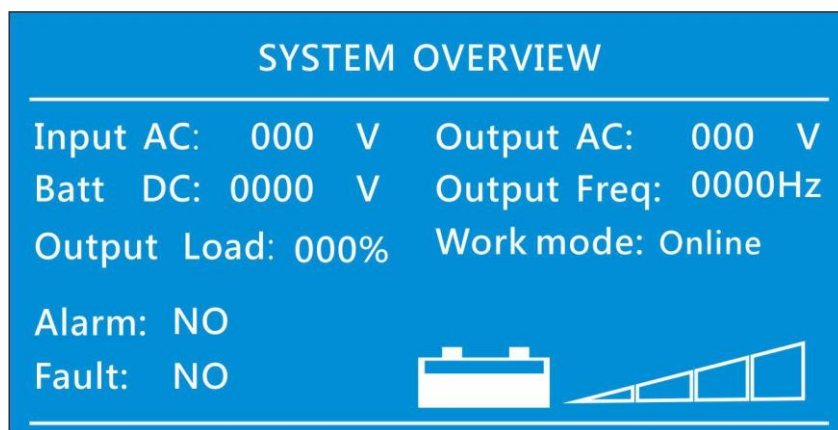 SYSTEM OVERVIEW
Input AC: 000 V Output AC: 000 V
Batt DC: 0000 V Output Freq: 0000Hz
Output Load: 000% Work mode: Online
Alarm: NO
Fault: NO